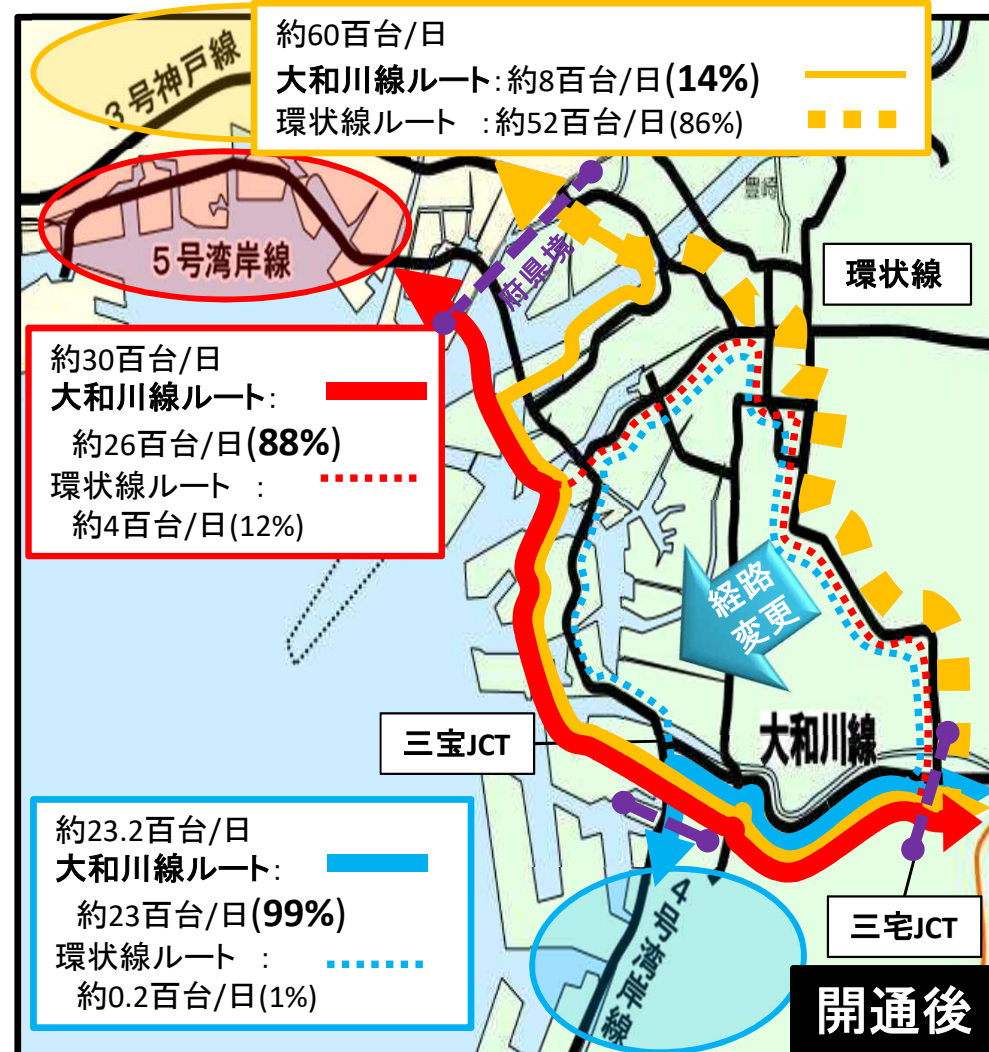 約60百台/日
大和川線ルート：約8百台/日(14%)
環状線ルート ：約52百台/日(86%)
3号神戸線
5号湾岸線
府県境
豊崎
環状線
約30百台/日
大和川線ルート：
約26百台/日(88%)
環状線ルート ：
約4百台/日(12%)
経路
変更
三宝JCT
大和川線
約23.2百台/日
大和川線ルート：
約23百台/日(99%)
環状線ルート ：
約0.2百台/日(1%)
4号湾岸線
三宅JCT
開通後